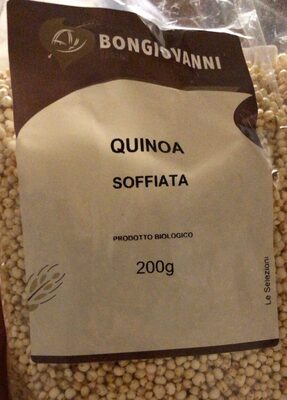 BONGIOVANNI
QUINOA
SOFFIATA
PRODOTTO BIOLOGICO
200g
Le Selezioni